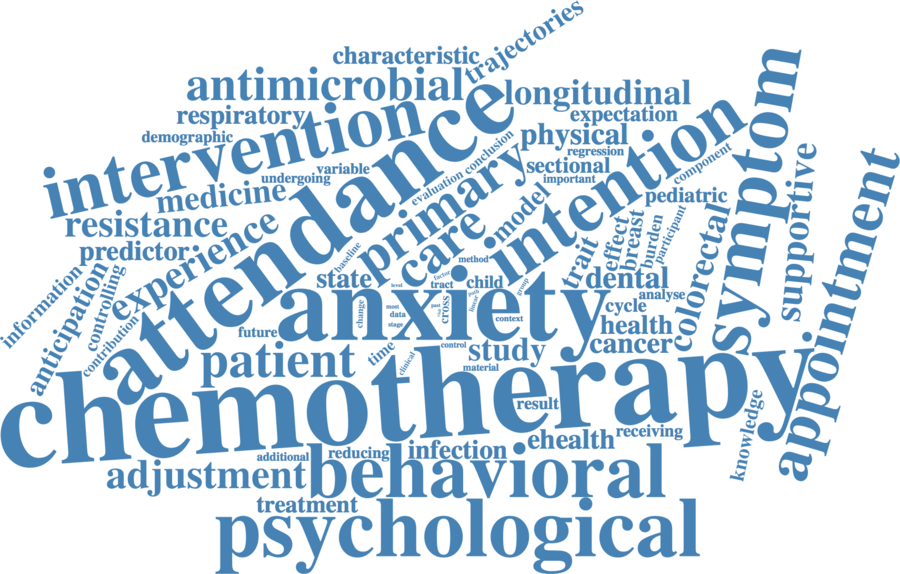 characteristic
trajectories
antimicrobial
longitudinal
respiratory
expectation
demographic
intervention
attendance
physical
regression
evaluation
conclusion
sectional
important
component
variable
undergoing
medicine
primary
intention
symptom
supportive
appointment
resistance
predictor
experience
care
model
pediatric
trait
effect
breast
burden
participant
colorectal
information
anticipation
controlling
contribution
baseline
method
state
level
factor
tract
child
group
dental
anxiety
change
most
data
stage
past
cross
context
cycle
analyse
health
future
patient
time
clinical
control
study
material
cancer
chemotherapy
result
knowledge
additional
reducing
infection
ehealth
receiving
adjustment
behavioral
treatment
psychological